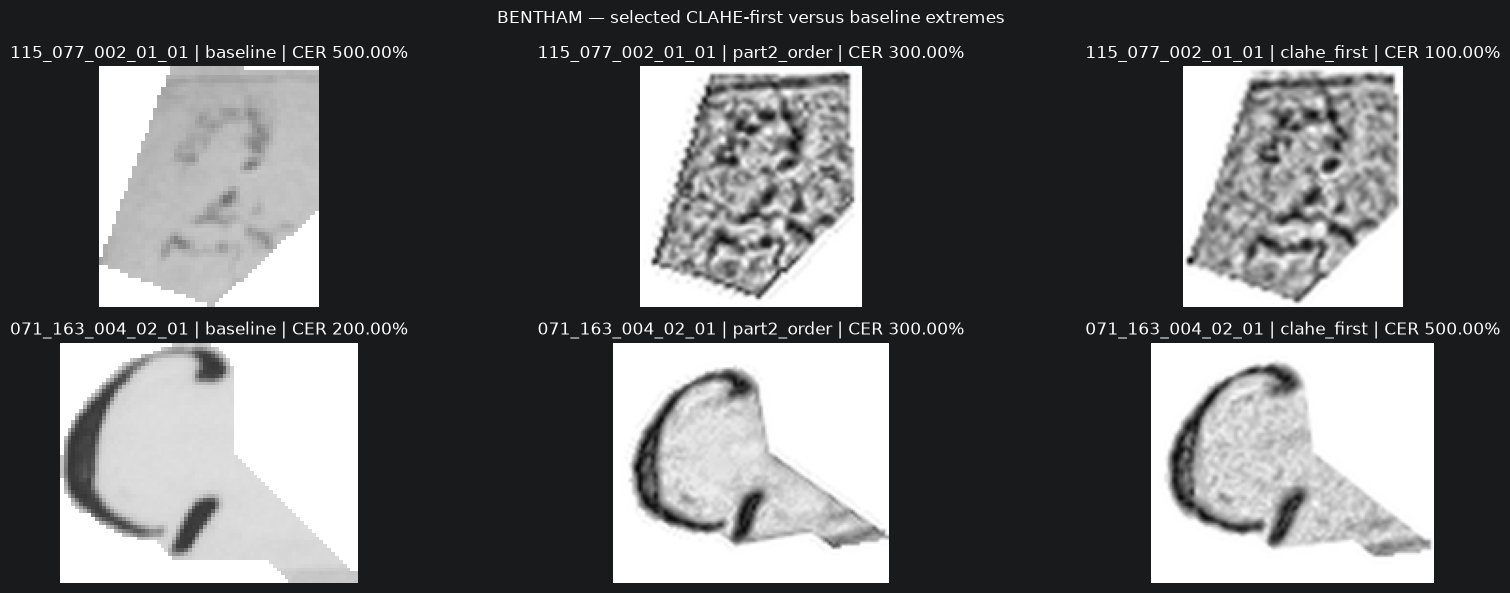 BENTHAM — selected CLAHE-first versus baseline extremes
115_077_002_01_01 | baseline | CER 500.00%
115_077_002_01_01 | part2_order | CER 300.00%
115_077_002_01_01 | clahe_first | CER 100.00%
071_163_004_02_01 | baseline | CER 200.00%
071_163_004_02_01 | part2_order | CER 300.00%
071_163_004_02_01 | clahe_first | CER 500.00%